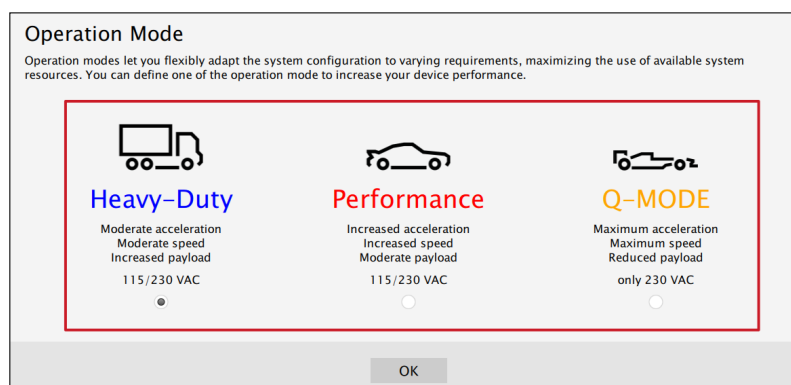 Operation Mode
Operation modes let you flexibly adapt the system configuration to varying requirements, maximizing the use of available system
resources. You can define one of the operation mode to increase your device performance.
Heavy-Duty
Moderate acceleration
Moderate speed
Increased payload
115/230 VAC
Performance
Increased acceleration
Increased speed
Moderate payload
115/230 VAC
Q-MODE
Maximum acceleration
Maximum speed
Reduced payload
only 230 VAC
OK